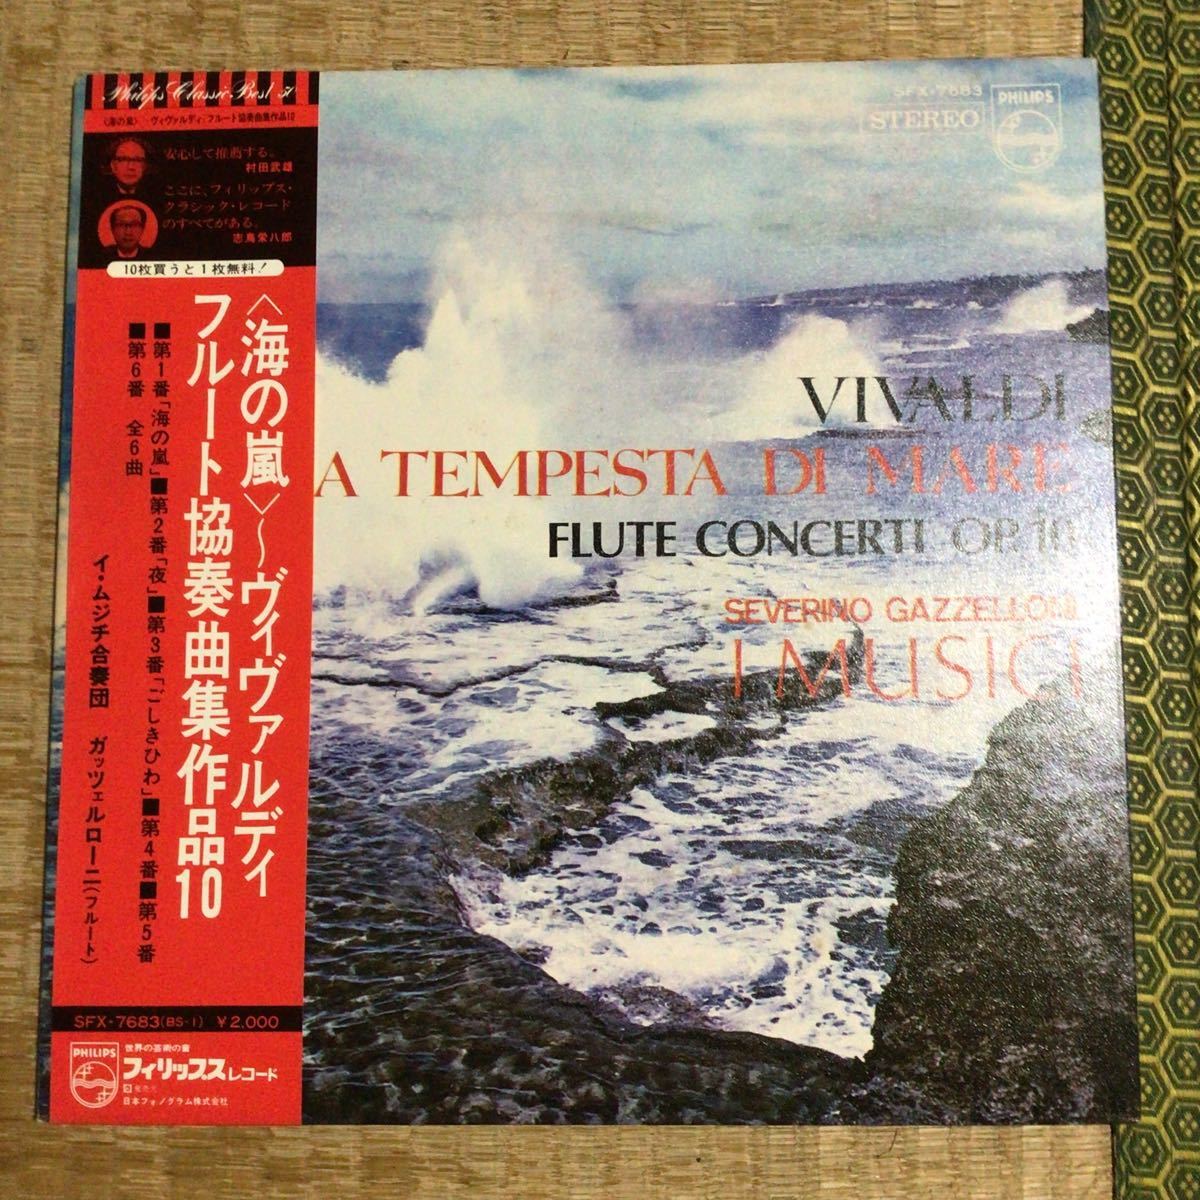 Philips Classic Best 50
〈海の嵐〉〜ヴィヴァルディ/フルート協奏曲集作品10
安心して推薦する。
村田武雄
ここに、フィリップス・
クラシック・レコード
のすべてがある。
志鳥栄八郎
10枚買うと1枚無料!
〈海の嵐〉〜ヴィヴァルディ
フルート協奏曲集作品10
■第1番「海の嵐」■第2番「夜」■第3番「ごしきひわ」■第4番■第5番
■第6番 全6曲
イ・ムジチ合奏団 ガッツェルローニ(フルート)
SFX-7683(BS-1) ¥2,000
PHILIPS
世界の芸術の音
フィリップスレコード
発売元
日本フォノグラム株式会社
SFX-7683
STEREO
PHILIPS
VIVALDI
A TEMPESTA DI MARE
FLUTE CONCERTI OP. 10
SEVERINO GAZZELLONI
I MUSICI